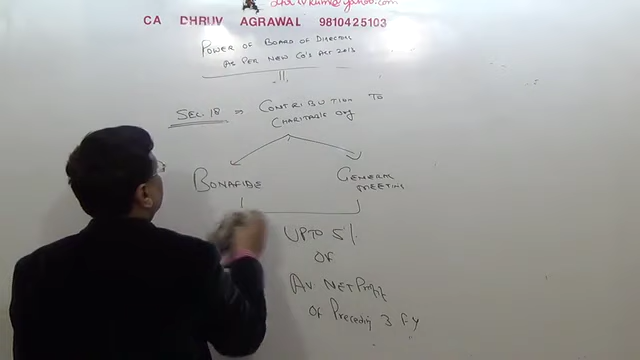 CA DHRUV AGRAWAL 9810425103
POWER OF BOARD OF DIRECTORS
AS PER NEW CO'S ACT 2013
SEC. 18 ⇒ CONTRIBUTION TO
CHARITABLE ORG
BONAFIDE
GENERAL
MEETING
UPTO 5%
OF
AV. NET Profit
OF Preceding 3 F Y